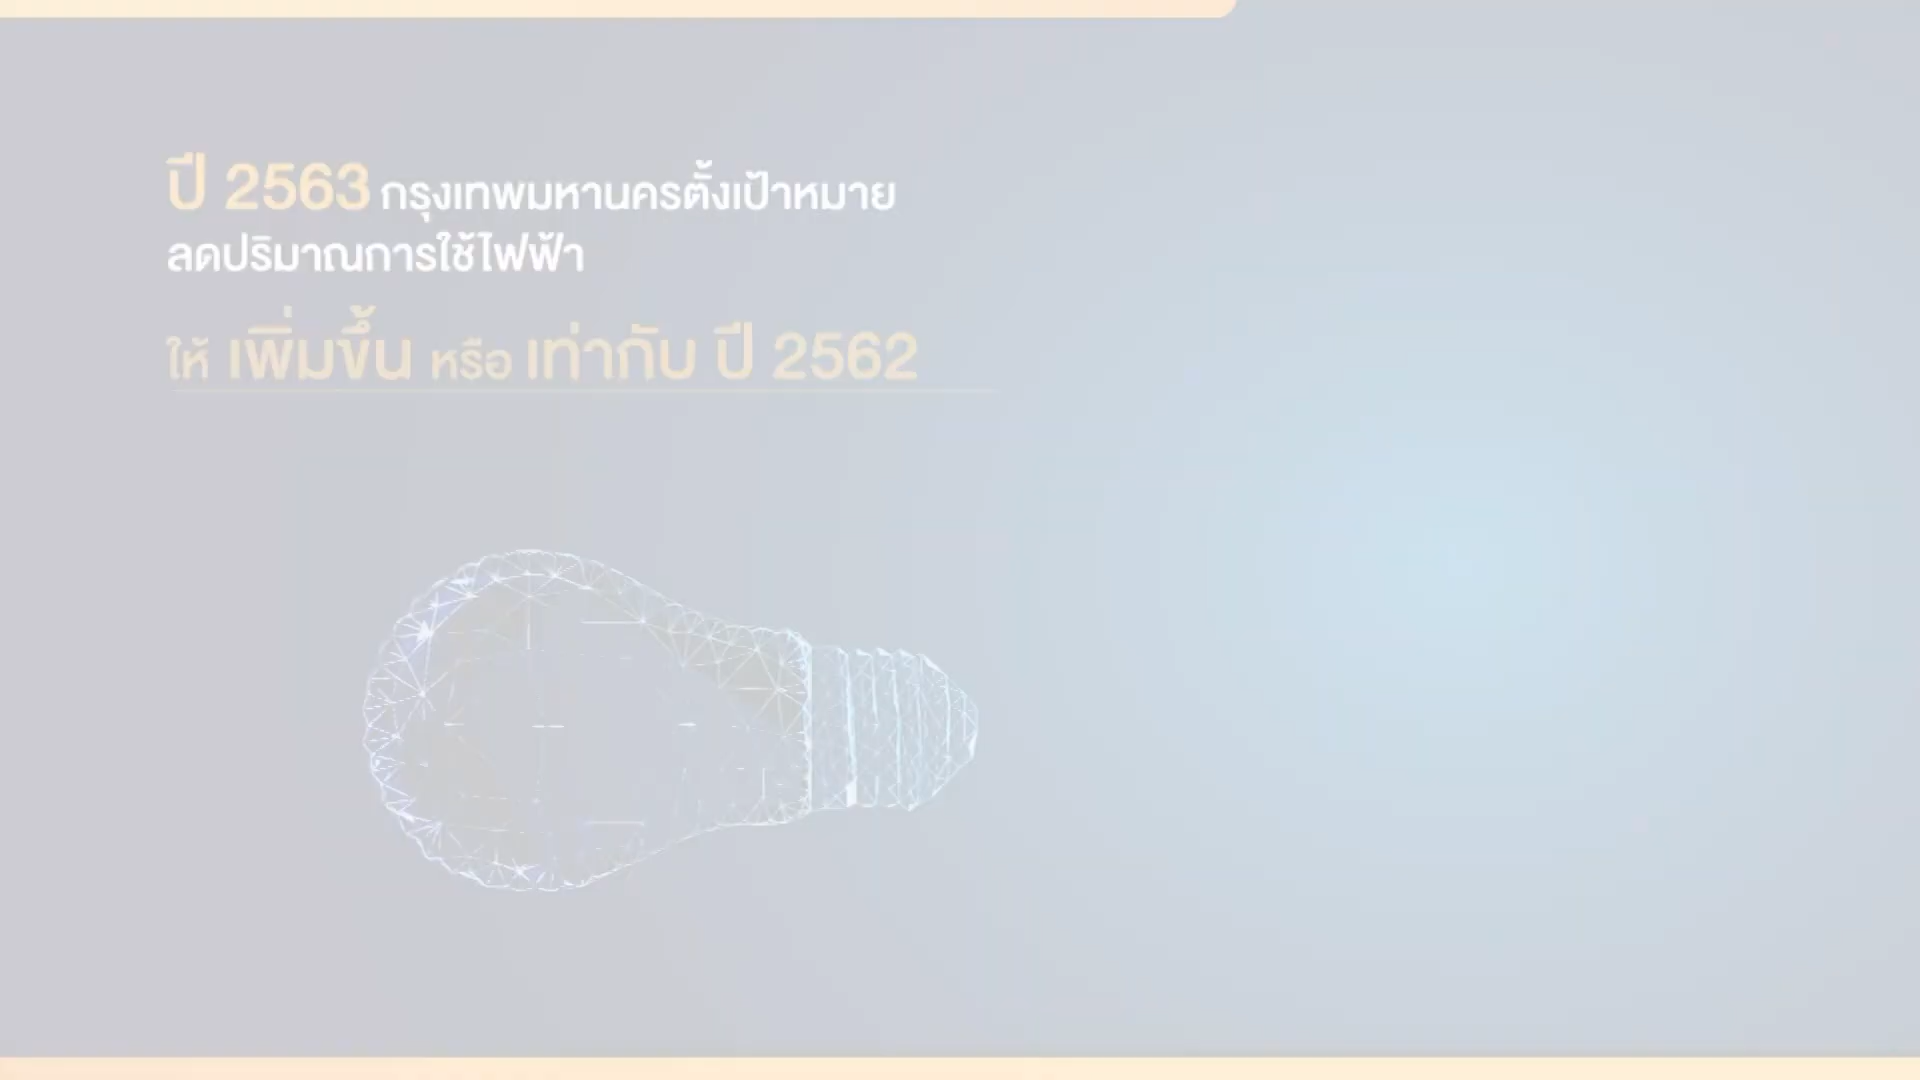 ปี 2563 กรุงเทพมหานครตั้งเป้าหมาย
ลดปริมาณการใช้ไฟฟ้า
ให้ เพิ่มขึ้น หรือ เท่ากับ ปี 2562